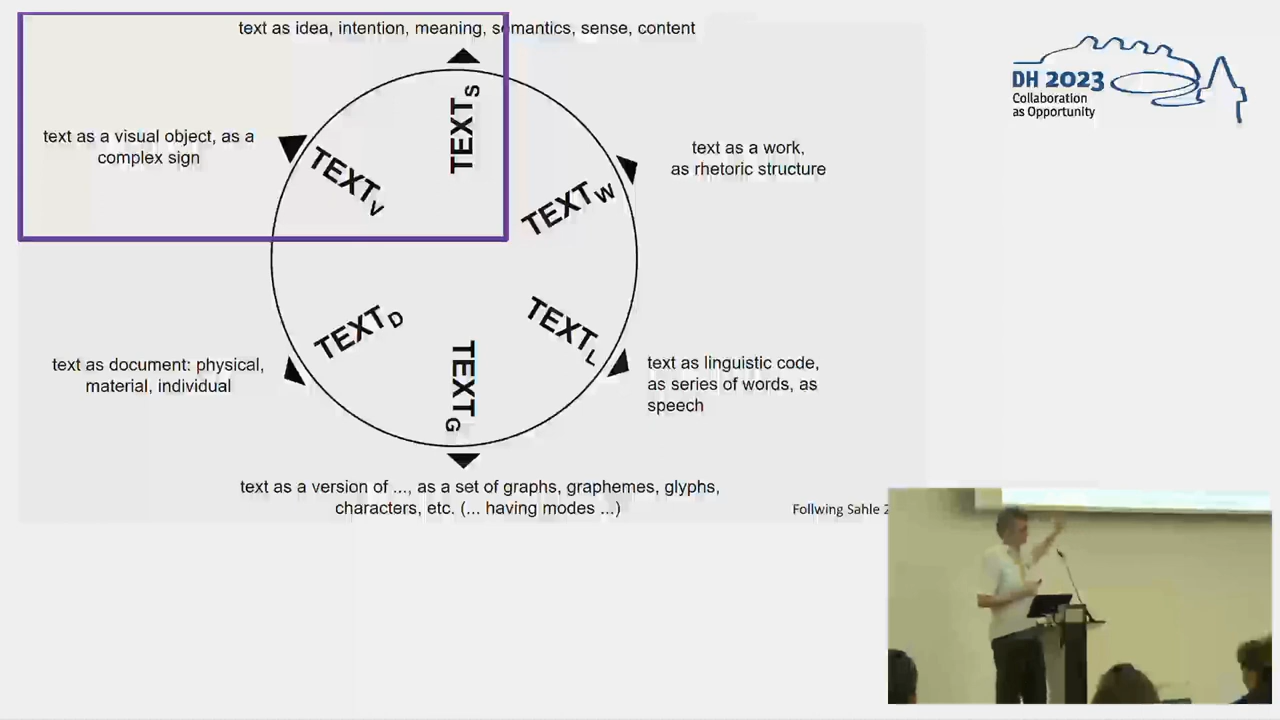 text as idea, intention, meaning, semantics, sense, content
TEXTS
text as a visual object, as a
complex sign
TEXTV
text as a work,
as rhetoric structure
TEXTW
TEXTD
text as document: physical,
material, individual
TEXTL
text as linguistic code,
as series of words, as
speech
TEXTG
text as a version of ..., as a set of graphs, graphemes, glyphs,
characters, etc. (... having modes ...)
Follwing Sahle 2
DH 2023
Collaboration
as Opportunity